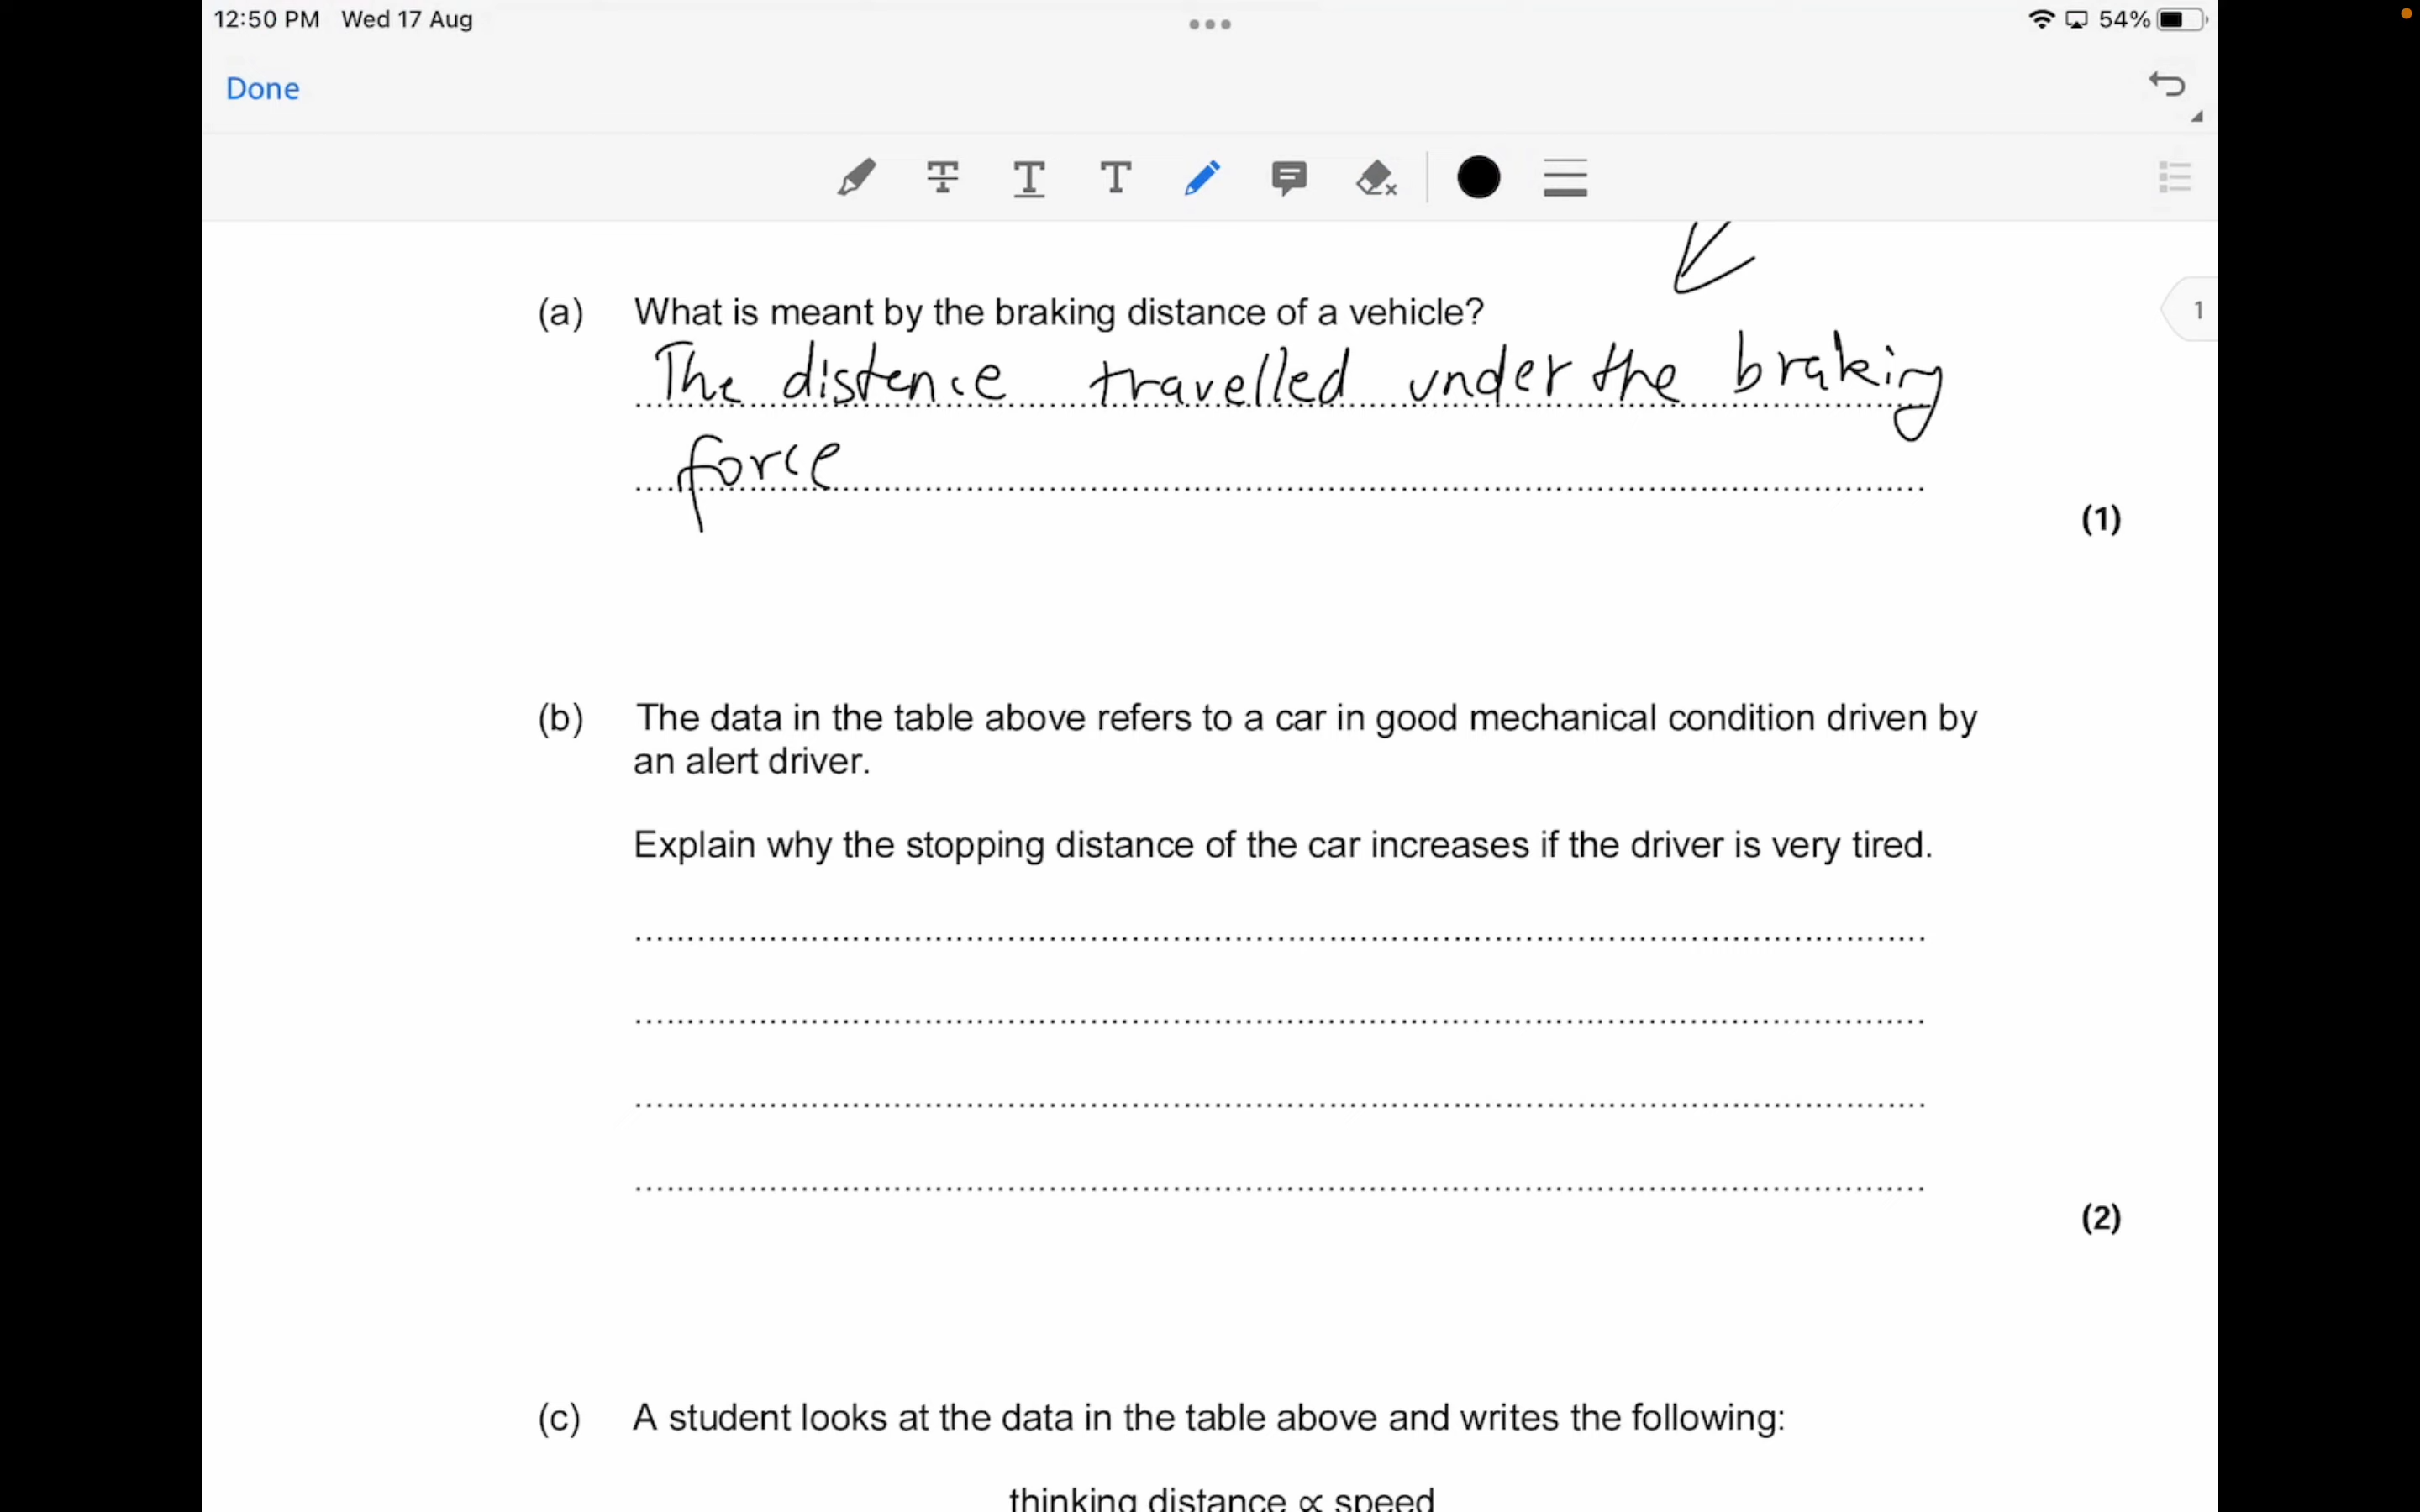 12:50 PM Wed 17 Aug
54%
Done
(a) What is meant by the braking distance of a vehicle?
1
The distence travelled under the braking
force
(1)
(b) The data in the table above refers to a car in good mechanical condition driven by
an alert driver.
Explain why the stopping distance of the car increases if the driver is very tired.
(2)
(c) A student looks at the data in the table above and writes the following:
thinking distance ∝ speed